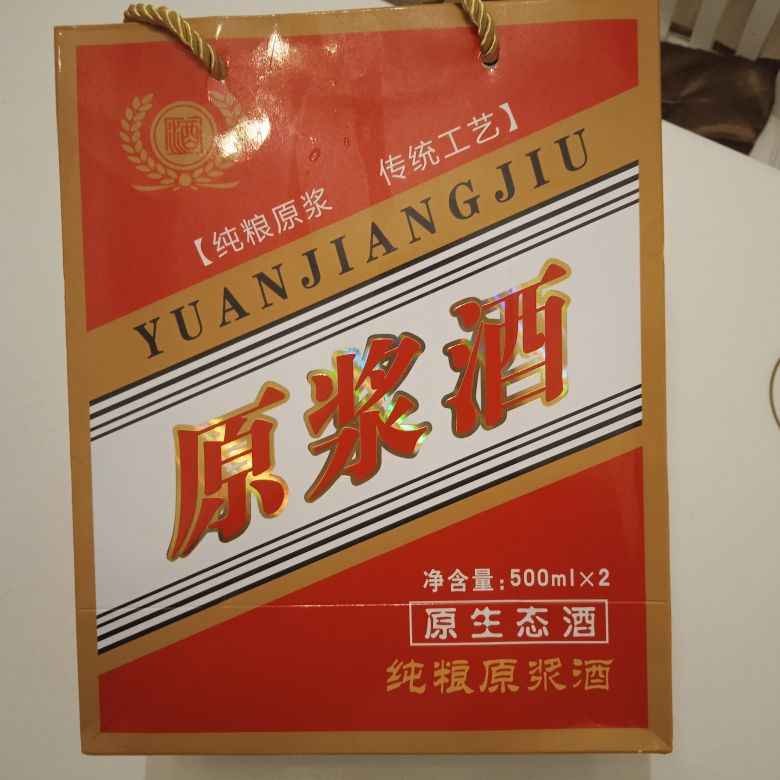 酒
【纯粮原浆 传统工艺】
YUANJIANGJIU
原浆酒
净含量:500ml×2
原生态酒
纯粮原浆酒